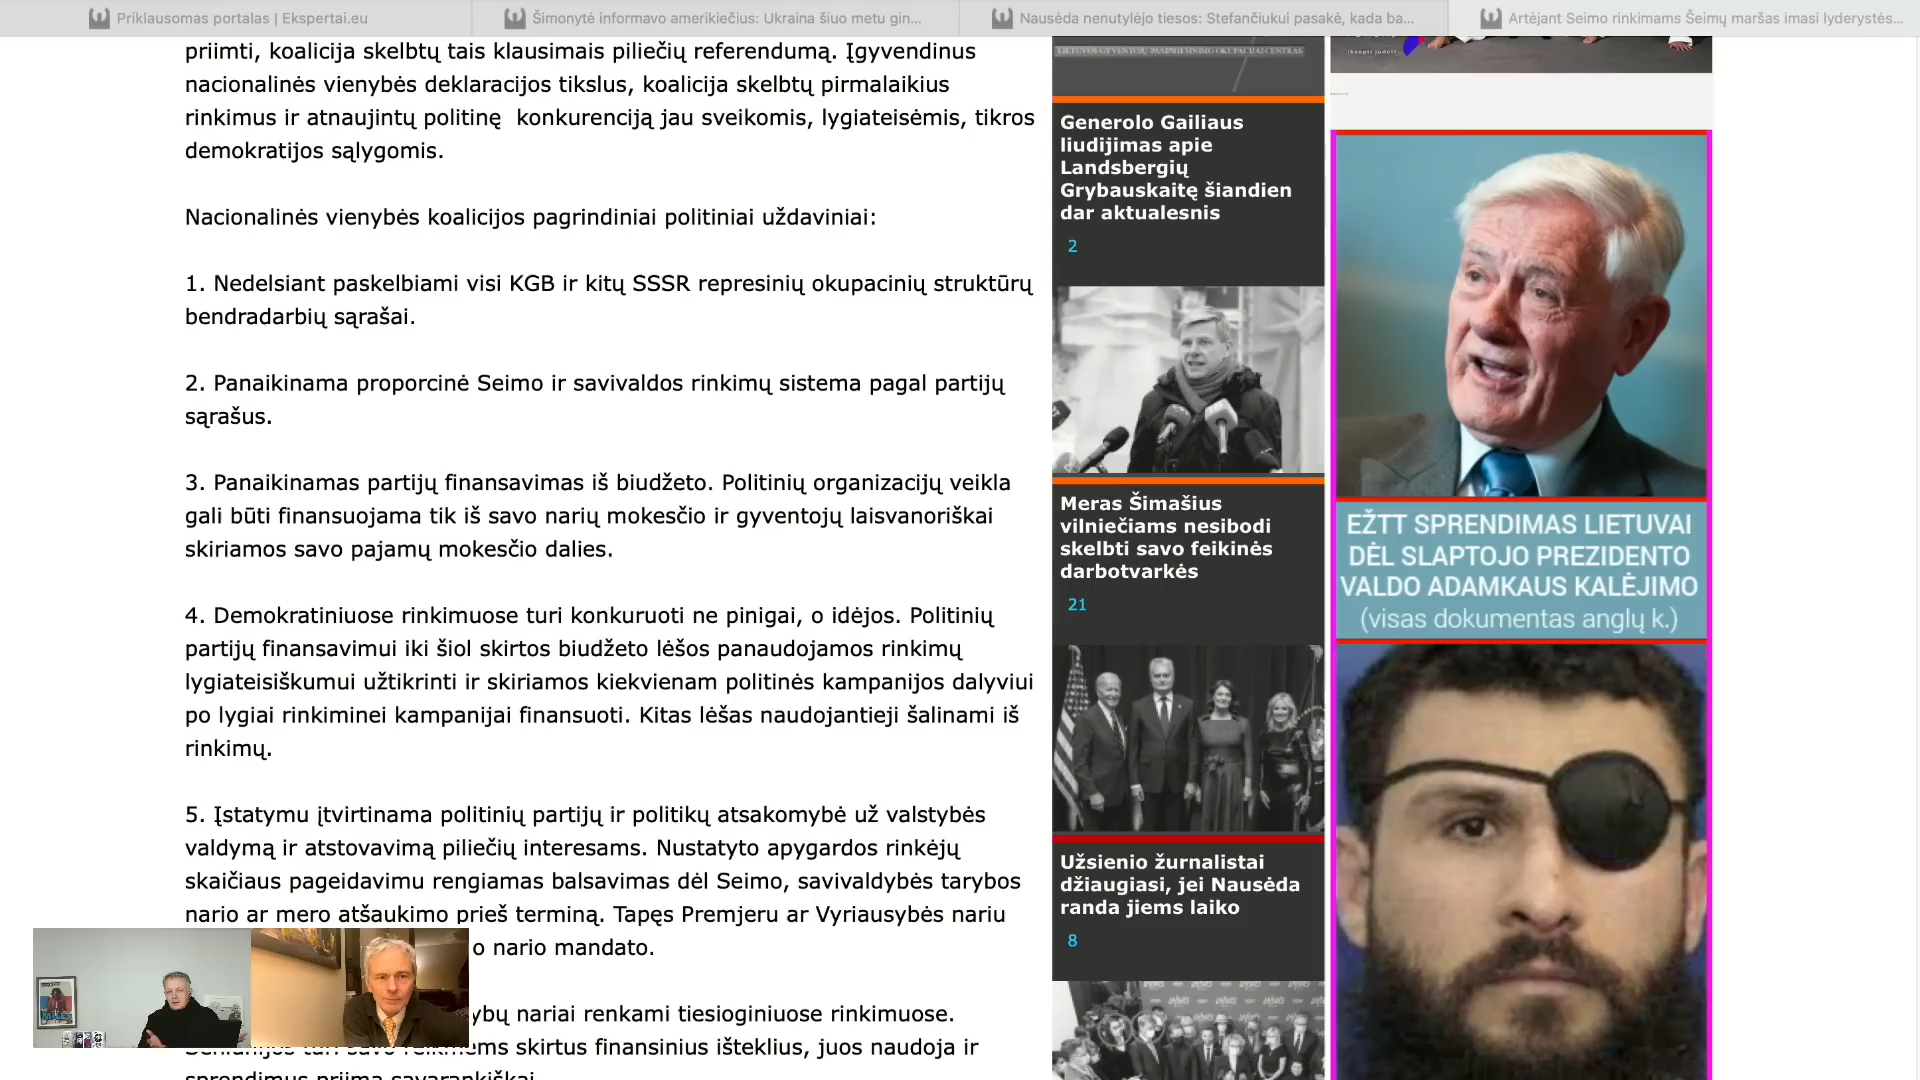 Priklausomas portalas | Ekspertai.eu
Šimonytė informavo amerikiečius: Ukraina šiuo metu gin...
Nausėda nenutylėjo tiesos: Stefančiukui pasakė, kada ba...
Artėjant Seimo rinkimams Šeimų maršas imasi lyderystės...
priimti, koalicija skelbtų tais klausimais piliečių referendumą. Įgyvendinus
nacionalinės vienybės deklaracijos tikslus, koalicija skelbtų pirmalaikius
rinkimus ir atnaujintų politinę konkurenciją jau sveikomis, lygiateisėmis, tikros
demokratijos sąlygomis.
Nacionalinės vienybės koalicijos pagrindiniai politiniai uždaviniai:
1. Nedelsiant paskelbiami visi KGB ir kitų SSSR represinių okupacinių struktūrų
bendradarbių sąrašai.
2. Panaikinama proporcinė Seimo ir savivaldos rinkimų sistema pagal partijų
sąrašus.
3. Panaikinamas partijų finansavimas iš biudžeto. Politinių organizacijų veikla
gali būti finansuojama tik iš savo narių mokesčio ir gyventojų laisvanoriškai
skiriamos savo pajamų mokesčio dalies.
4. Demokratiniuose rinkimuose turi konkuruoti ne pinigai, o idėjos. Politinių
partijų finansavimui iki šiol skirtos biudžeto lėšos panaudojamos rinkimų
lygiateisiškumui užtikrinti ir skiriamos kiekvienam politinės kampanijos dalyviui
po lygiai rinkiminei kampanijai finansuoti. Kitas lėšas naudojantieji šalinami iš
rinkimų.
5. Įstatymu įtvirtinama politinių partijų ir politikų atsakomybė už valstybės
valdymą ir atstovavimą piliečių interesams. Nustatyto apygardos rinkėjų
skaičiaus pageidavimu rengiamas balsavimas dėl Seimo, savivaldybės tarybos
nario ar mero atšaukimo prieš terminą. Tapęs Premjeru ar Vyriausybės nariu
o nario mandato.
ybų nariai renkami tiesioginiuose rinkimuose.
skirtus finansinius išteklius, juos naudoja ir
sprendimus priima savarankiškai.
LIETUVOS GYVENTOJŲ PASIPRIEŠINIMO OKUPACIJAI CENTRAS
Generolo Gailiaus
liudijimas apie
Landsbergių
Grybauskaitę šiandien
dar aktualesnis
2
Meras Šimašius
vilniečiams nesibodi
skelbti savo feikinės
darbotvarkės
21
Užsienio žurnalistai
džiaugiasi, jei Nausėda
randa jiems laiko
8
įkvepti judėti
EŽTT SPRENDIMAS LIETUVAI
DĖL SLAPTOJO PREZIDENTO
VALDO ADAMKAUS KALĖJIMO
(visas dokumentas anglų k.)